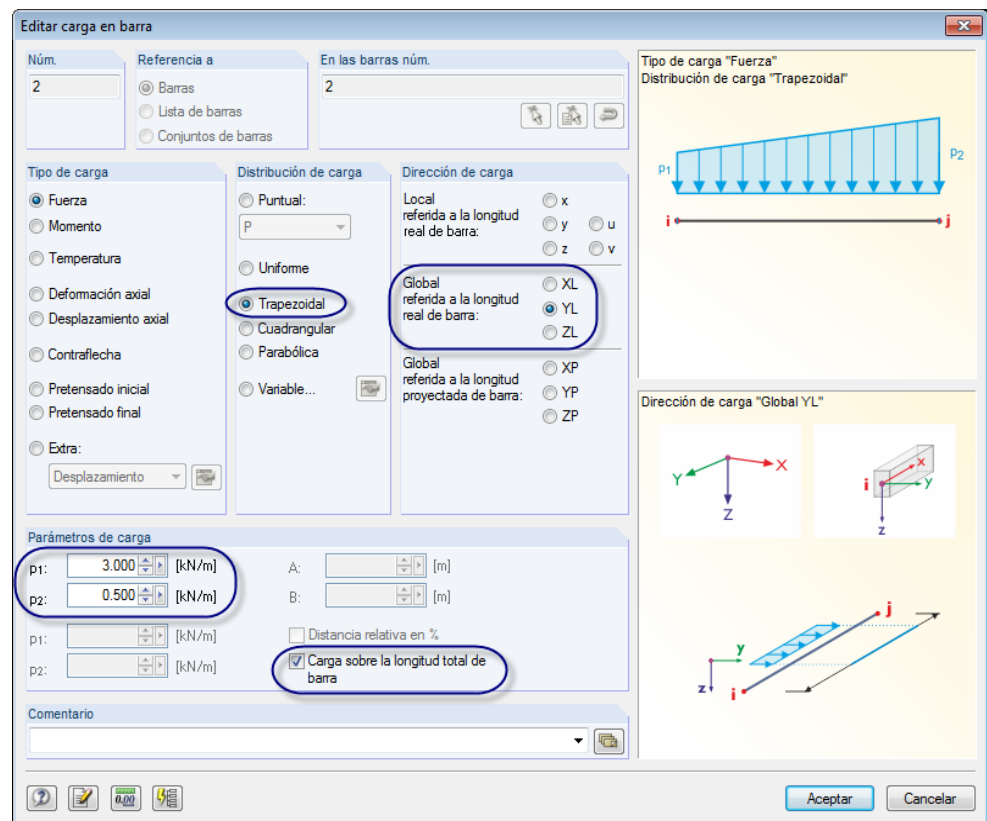 Editar carga en barra
Núm.
2
Referencia a
Barras
Lista de barras
Conjuntos de barras
En las barras núm.
2
Tipo de carga
Fuerza
Momento
Temperatura
Deformación axial
Desplazamiento axial
Contraflecha
Pretensado inicial
Pretensado final
Extra:
Desplazamiento
Distribución de carga
Puntual:
P
Uniforme
Trapezoidal
Cuadrangular
Parabólica
Variable...
Dirección de carga
Local
referida a la longitud
real de barra:
x
y u
z v
Global
referida a la longitud
real de barra:
XL
YL
ZL
Global
referida a la longitud
proyectada de barra:
XP
YP
ZP
Parámetros de carga
p1: 3.000 [kN/m]
p2: 0.500 [kN/m]
p1: [kN/m]
p2: [kN/m]
A: [m]
B: [m]
Distancia relativa en %
Carga sobre la longitud total de
barra
Comentario
Tipo de carga "Fuerza"
Distribución de carga "Trapezoidal"
p1
p2
i j
Dirección de carga "Global YL"
Y X
Z
x
i y
z
j
y
z i
0.00
Aceptar Cancelar